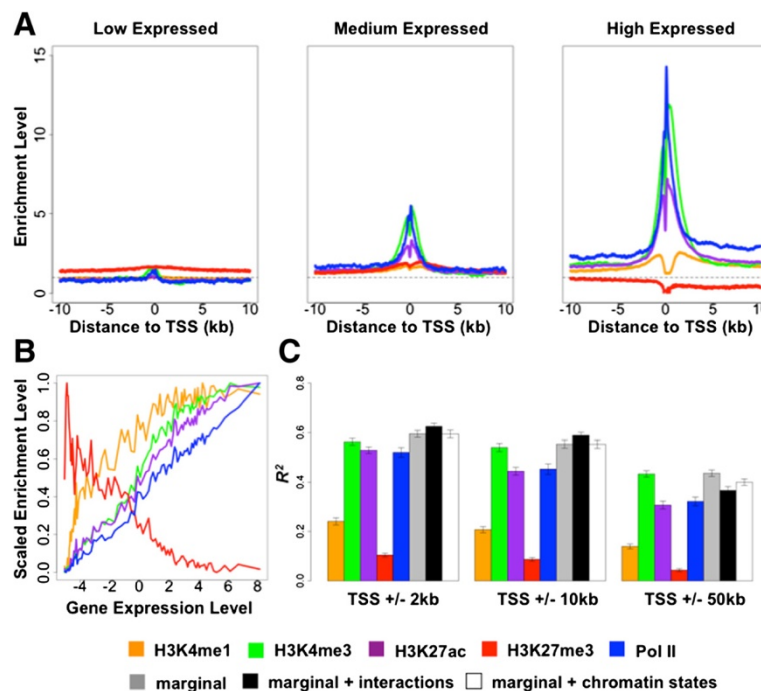 A
Low Expressed
Medium Expressed
High Expressed
Enrichment Level
15
10
5
0
-10 -5 0 5 10
Distance to TSS (kb)
-10 -5 0 5 10
Distance to TSS (kb)
-10 -5 0 5 10
Distance to TSS (kb)
B
Scaled Enrichment Level
1.0
0.8
0.6
0.4
0.2
0.0
-4 -2 0 2 4 6 8
Gene Expression Level
C
R²
0.8
0.6
0.4
0.2
0.0
TSS +/- 2kb
TSS +/- 10kb
TSS +/- 50kb
H3K4me1 H3K4me3 H3K27ac H3K27me3 Pol II
marginal marginal + interactions marginal + chromatin states